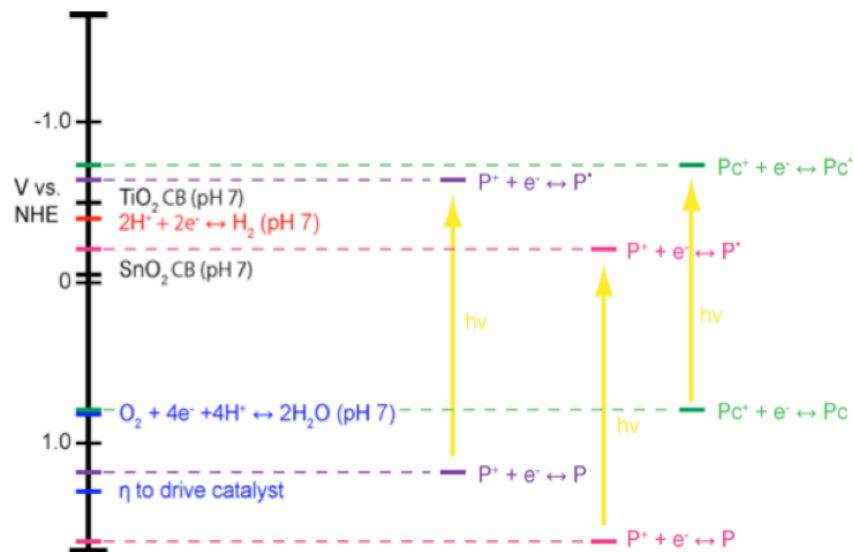 -1.0
Pc⁺ + e⁻ ↔ Pc*
V vs.
NHE
P⁺ + e⁻ ↔ P*
TiO₂ CB (pH 7)
2H⁺ + 2e⁻ ↔ H₂ (pH 7)
P⁺ + e⁻ ↔ P*
SnO₂ CB (pH 7)
0
hν
hν
O₂ + 4e⁻ +4H⁺ ↔ 2H₂O (pH 7)
Pc⁺ + e⁻ ↔ Pc
hν
1.0
P⁺ + e⁻ ↔ P
η to drive catalyst
P⁺ + e⁻ ↔ P